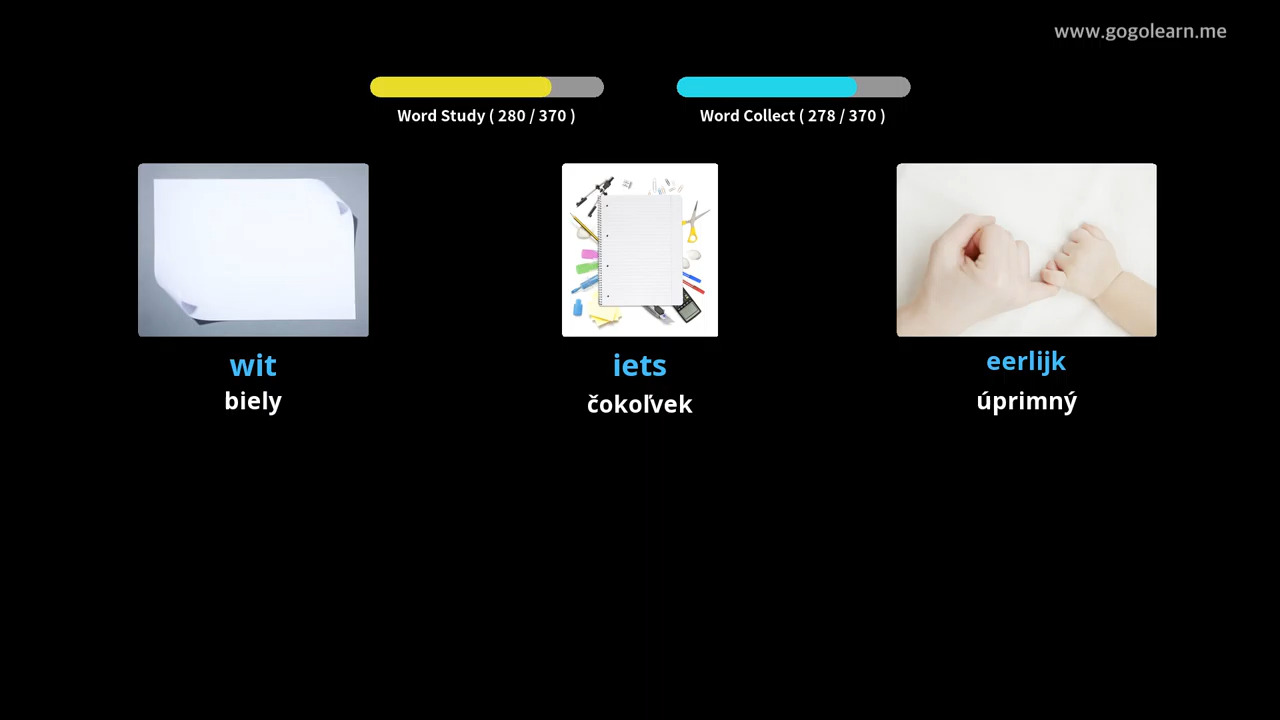 www.gogolearn.me
Word Study ( 280 / 370 )
Word Collect ( 278 / 370 )
wit
biely
iets
čokoľvek
eerlijk
úprimný